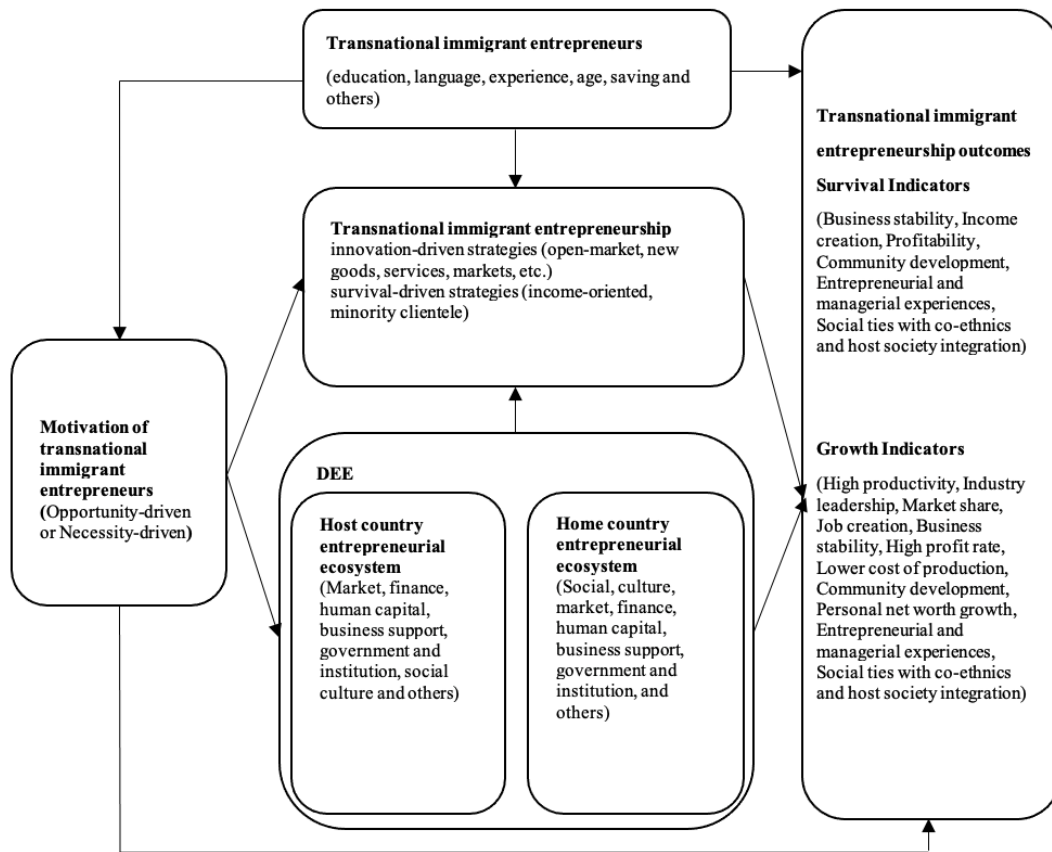 Transnational immigrant entrepreneurs
(education, language, experience, age, saving and
others)
Transnational immigrant entrepreneurship
innovation-driven strategies (open-market, new
goods, services, markets, etc.)
survival-driven strategies (income-oriented,
minority clientele)
Motivation of
transnational
immigrant
entrepreneurs
(Opportunity-driven
or Necessity-driven)
DEE
Host country
entrepreneurial
ecosystem
(Market, finance,
human capital,
business support,
government and
institution, social
culture and others)
Home country
entrepreneurial
ecosystem
(Social, culture,
market, finance,
human capital,
business support,
government and
institution, and
others)
Transnational immigrant
entrepreneurship outcomes
Survival Indicators
(Business stability, Income
creation, Profitability,
Community development,
Entrepreneurial and
managerial experiences,
Social ties with co-ethnics
and host society integration)
Growth Indicators
(High productivity, Industry
leadership, Market share,
Job creation, Business
stability, High profit rate,
Lower cost of production,
Community development,
Personal net worth growth,
Entrepreneurial and
managerial experiences,
Social ties with co-ethnics
and host society integration)